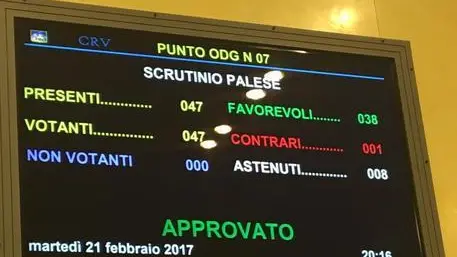 CRV PUNTO ODG N 07
SCRUTINIO PALESE
PRESENTI............. 047 FAVOREVOLI........ 038
VOTANTI............... 047 CONTRARI........... 001
NON VOTANTI 000 ASTENUTI............ 008
APPROVATO
martedì 21 febbraio 2017 20:16